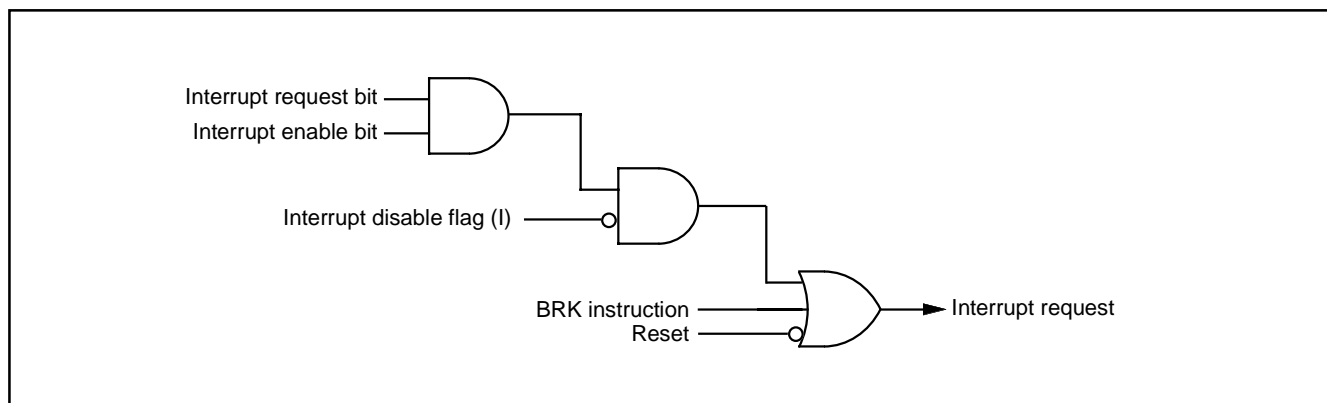 Interrupt request bit
Interrupt enable bit
Interrupt disable flag (I)
BRK instruction
Reset
Interrupt request